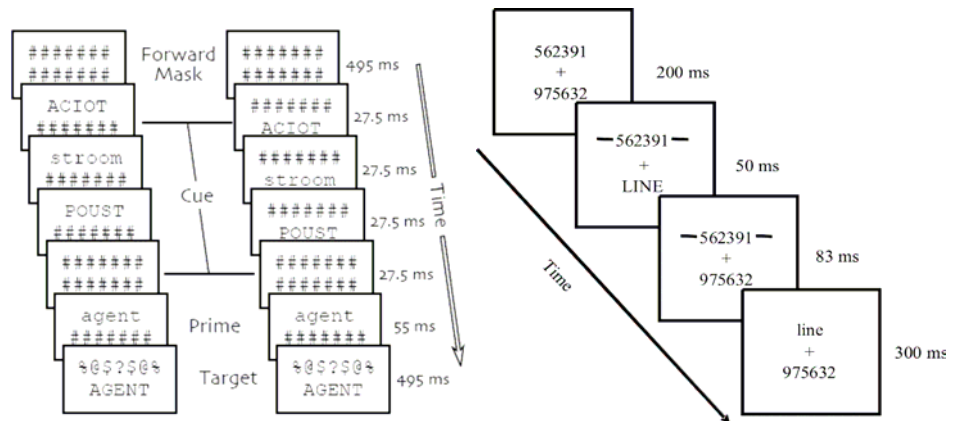 #######
#######
ACIOT
#######
stroom
#######
POUST
#######
#######
#######
agent
#######
%@$?$@%
AGENT
Forward
Mask
Cue
Prime
Target
#######
#######
#######
ACIOT
#######
stroom
#######
POUST
#######
#######
agent
#######
%@$?$@%
AGENT
495 ms
27.5 ms
27.5 ms
27.5 ms
27.5 ms
55 ms
495 ms
Time
562391
+
975632
200 ms
562391
+
LINE
50 ms
562391
+
975632
83 ms
line
+
975632
300 ms
Time